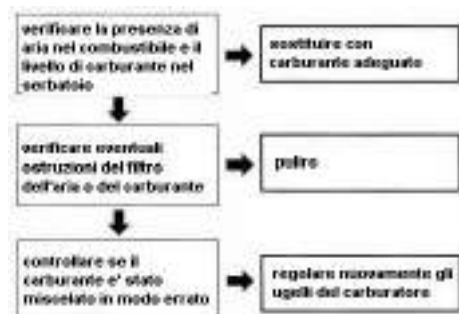 verificare la presenza di
aria nel combustibile e il
livello di carburante nel
serbatoio
sostituire con
carburante adeguato
verificare eventuali
ostruzioni del filtro
dell'aria o del carburante
pulire
controllare se il
carburante e' stato
miscelato in modo errato
regolare nuovamente gli
ugelli del carburatore